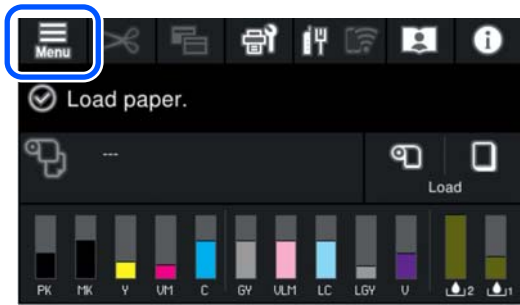 Menu
Load paper.
---
Load
PK MK Y VM C GY VLM LC LGY V 2 1